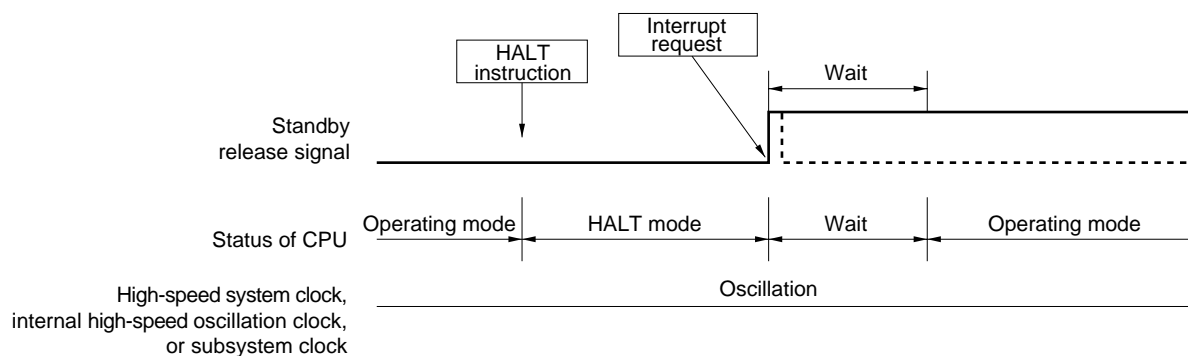 HALT
instruction
Interrupt
request
Wait
Standby
release signal
Status of CPU
Operating mode
HALT mode
Wait
Operating mode
High-speed system clock,
internal high-speed oscillation clock,
or subsystem clock
Oscillation